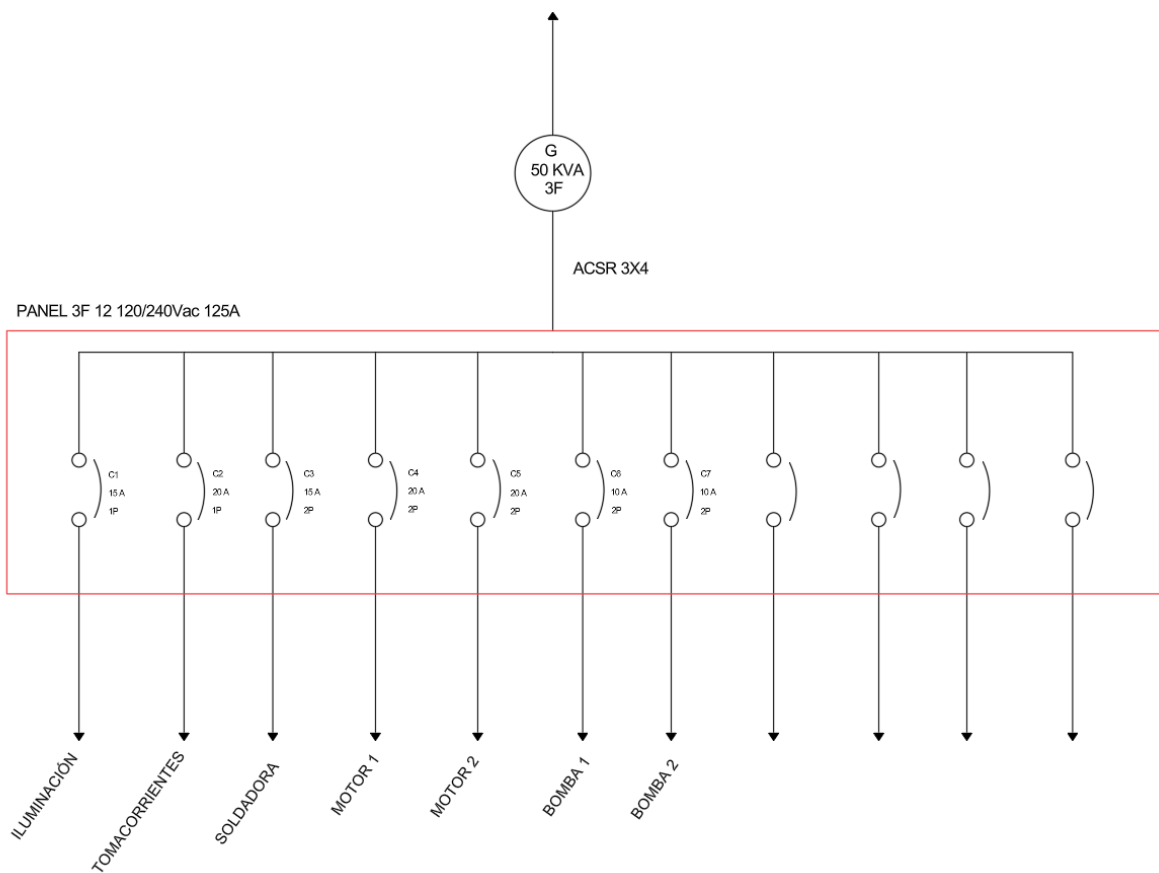 G
50 KVA
3F
ACSR 3X4
PANEL 3F 12 120/240Vac 125A
C1
15 A
1P
C2
20 A
1P
C3
15 A
2P
C4
20 A
2P
C5
20 A
2P
C6
10 A
2P
C7
10 A
2P
ILUMINACIÓN
TOMACORRIENTES
SOLDADORA
MOTOR 1
MOTOR 2
BOMBA 1
BOMBA 2